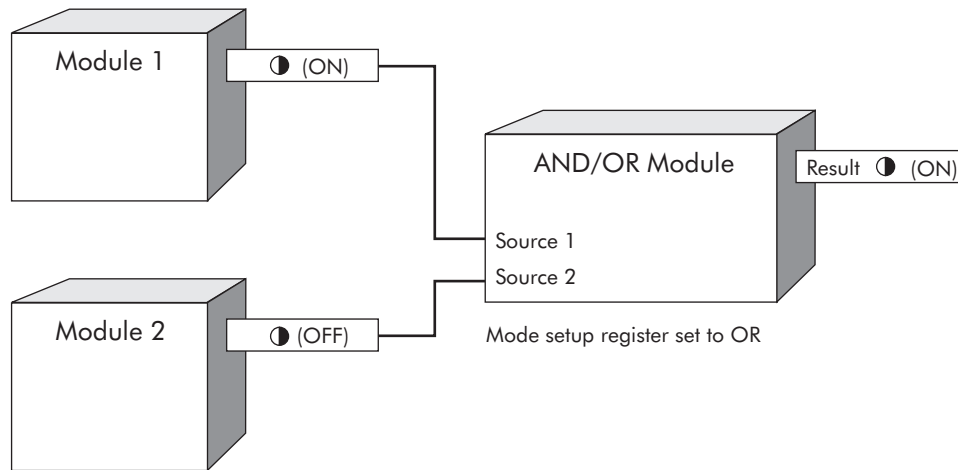 Module 1
(ON)
AND/OR Module
Result (ON)
Source 1
Source 2
Module 2
(OFF)
Mode setup register set to OR